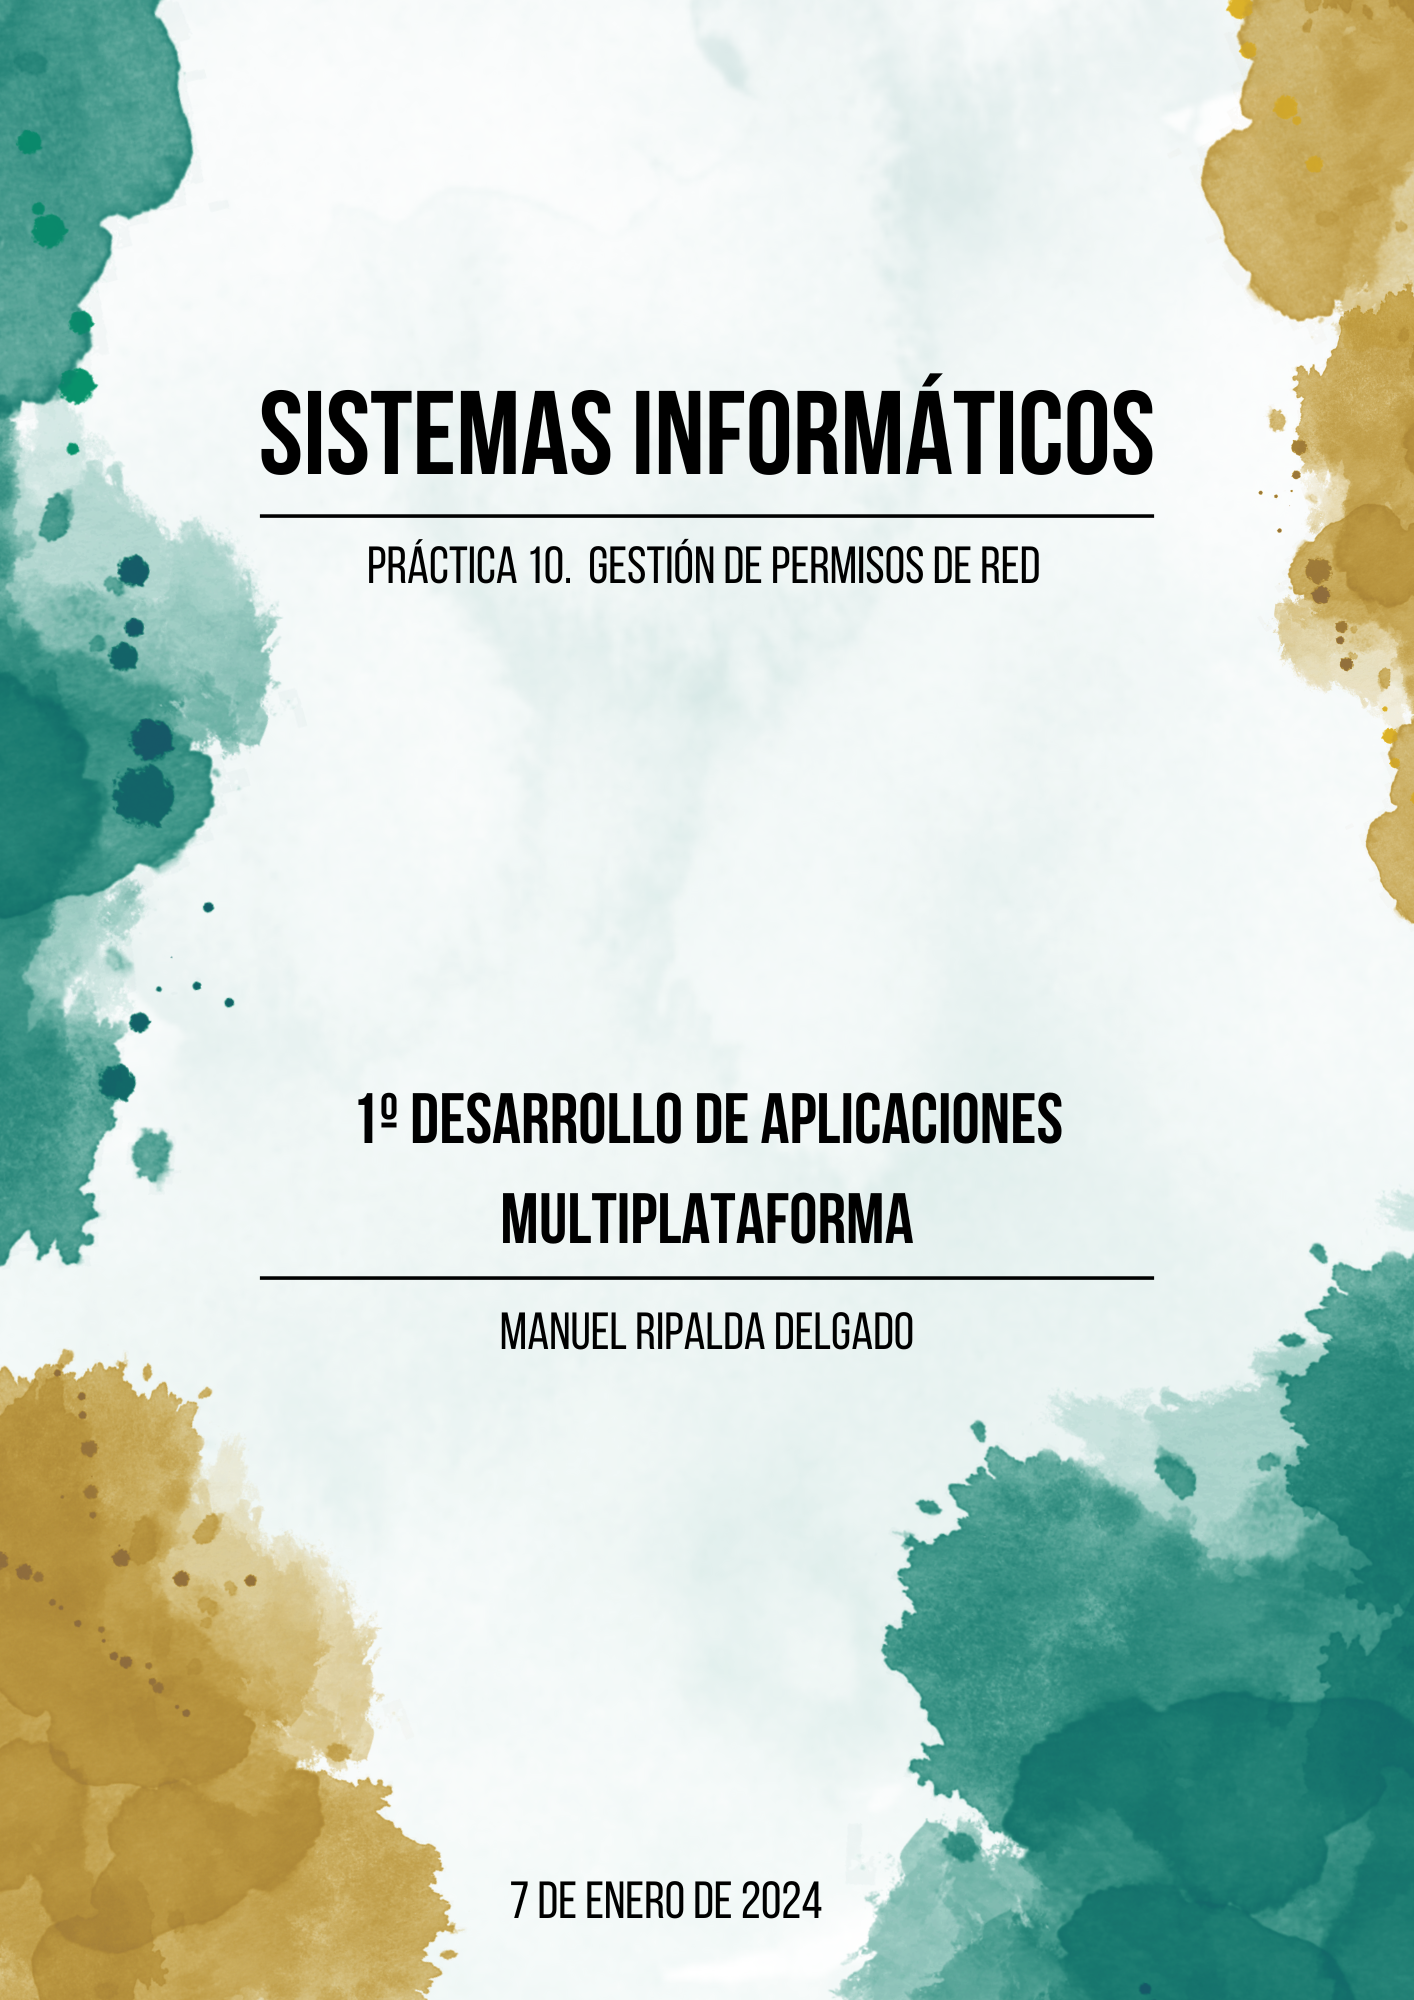 SISTEMAS INFORMÁTICOS
PRÁCTICA 10. GESTIÓN DE PERMISOS DE RED
1º DESARROLLO DE APLICACIONES
MULTIPLATAFORMA
MANUEL RIPALDA DELGADO
7 DE ENERO DE 2024